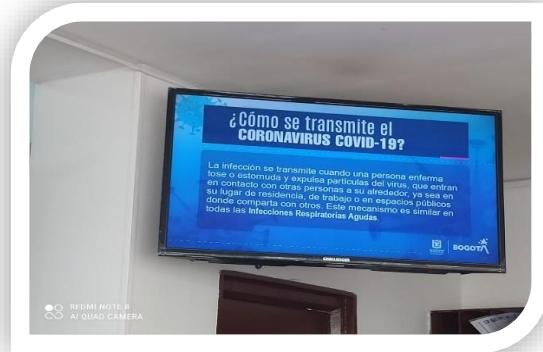 ¿Cómo se transmite el
CORONAVIRUS COVID-19?
La infección se transmite cuando una persona enferma
tose o estornuda y expulsa partículas del virus, que entran
en contacto con otras personas a su alrededor, ya sea en
su lugar de residencia, de trabajo o en espacios públicos
donde comparta con otros. Este mecanismo es similar en
todas las Infecciones Respiratorias Agudas.
BOGOTÁ
CHALLENGER
REDMI NOTE 8
AI QUAD CAMERA